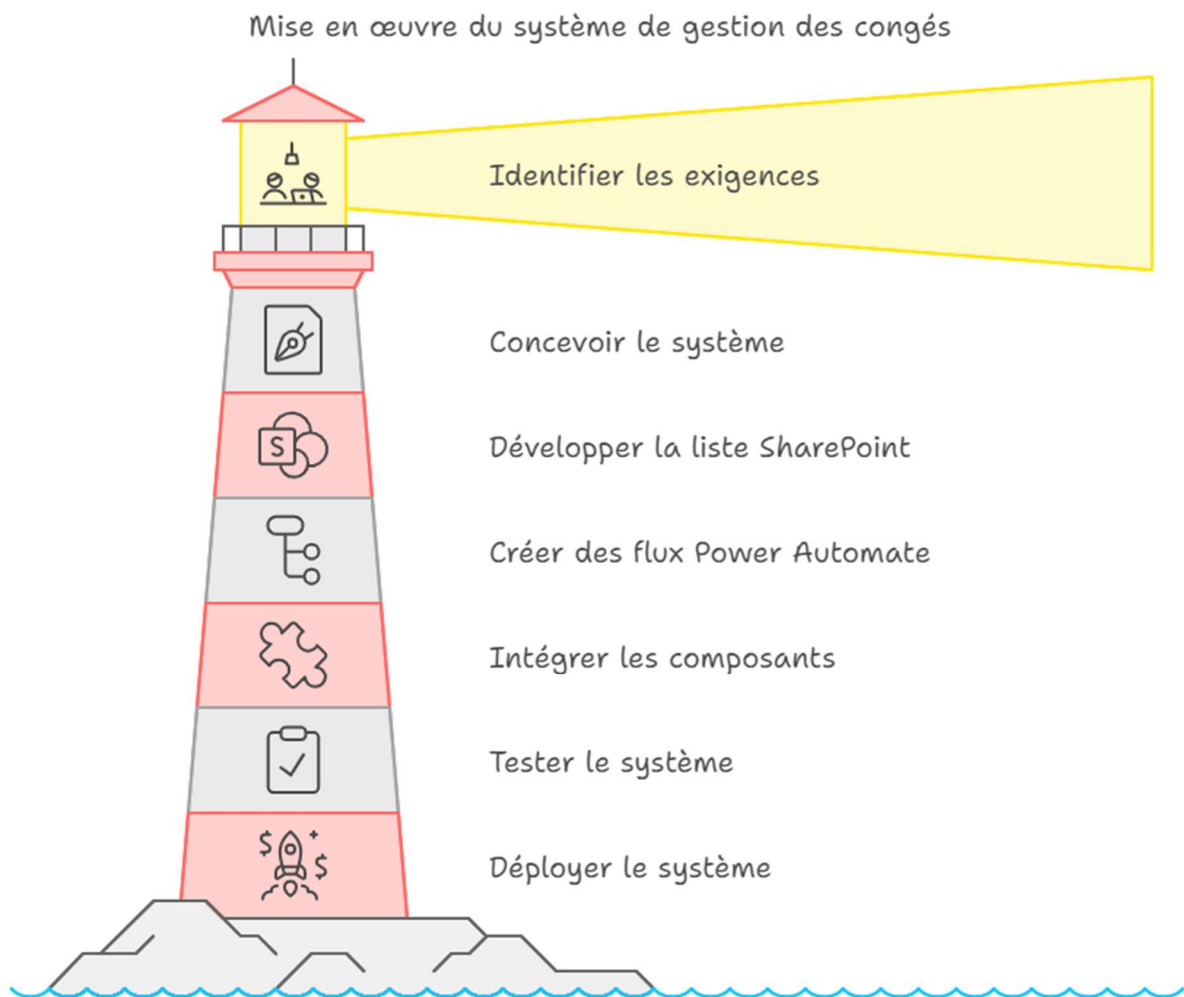 Mise en œuvre du système de gestion des congés
Identifier les exigences
Concevoir le système
S
Développer la liste SharePoint
Créer des flux Power Automate
Intégrer les composants
Tester le système
$
$
Déployer le système